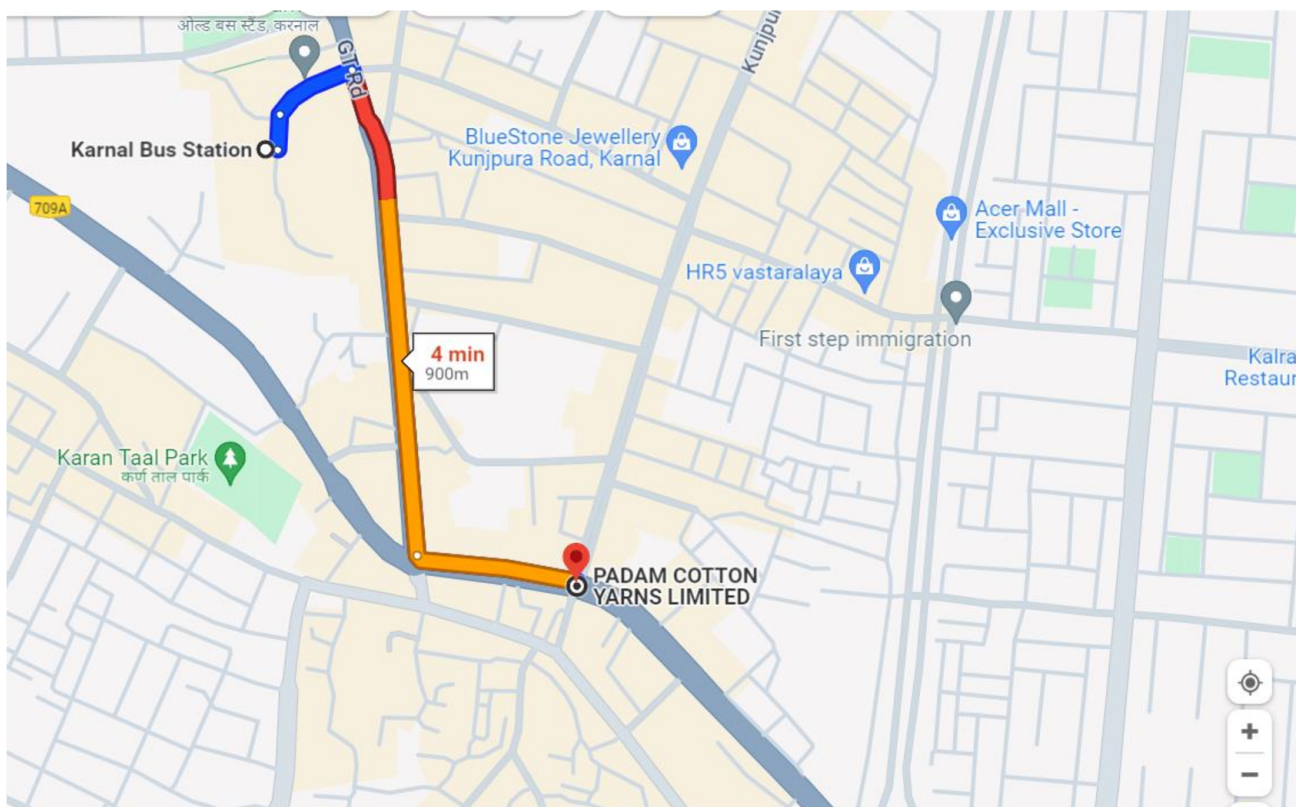 ओल्ड बस स्टैंड, करनाल
GT Rd
Kunjpur
Karnal Bus Station
BlueStone Jewellery
Kunjpura Road, Karnal
709A
Acer Mall -
Exclusive Store
HR5 vastaralaya
First step immigration
4 min
900m
Kalra
Restaur
Karan Taal Park
कर्ण ताल पार्क
PADAM COTTON
YARNS LIMITED
+
−